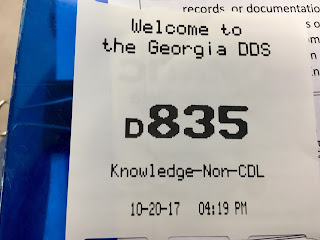 records, or documentatio
Welcome to
the Georgia DDS
D835
Knowledge-Non-CDL
10-20-17 04:19 PM